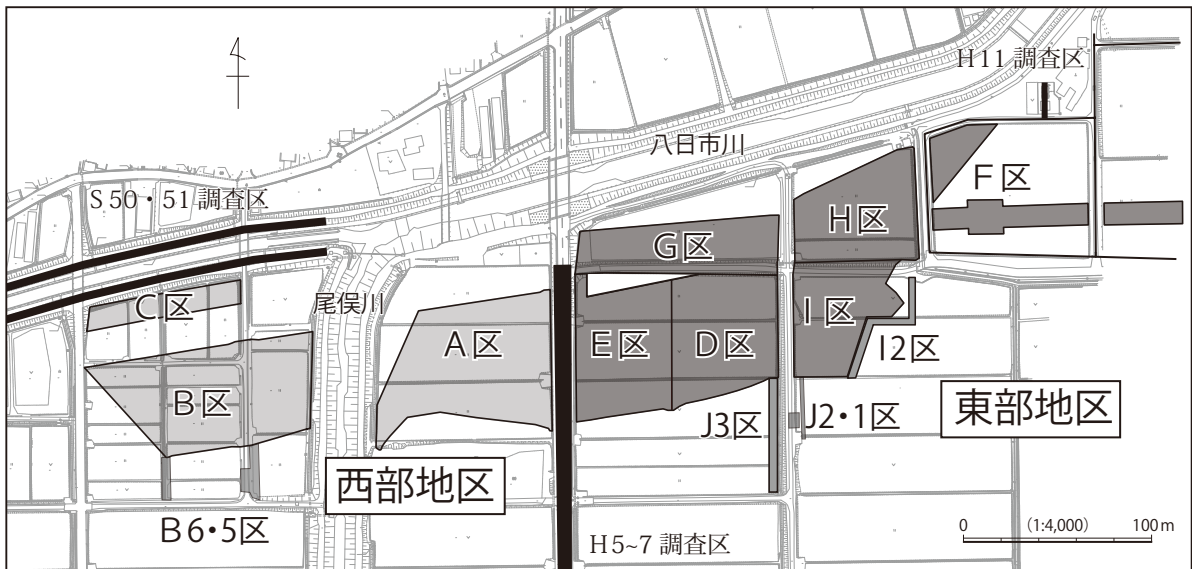 H11 調査区
八日市川
F区
S 50・51 調査区
H区
G区
C区
尾俣川
A区
E区
D区
I区
I2区
B区
J3区
J2・1区
東部地区
西部地区
B6・5区
0 (1:4,000) 100m
H5~7 調査区